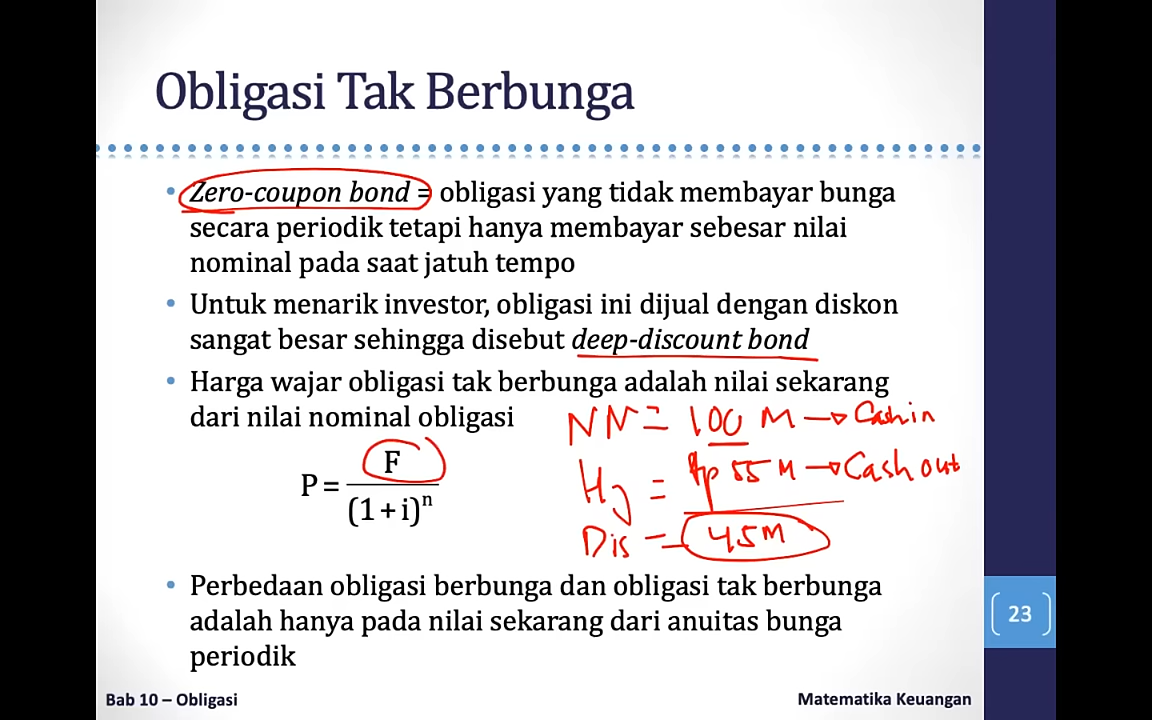 Obligasi Tak Berbunga
• Zero-coupon bond = obligasi yang tidak membayar bunga
secara periodik tetapi hanya membayar sebesar nilai
nominal pada saat jatuh tempo
• Untuk menarik investor, obligasi ini dijual dengan diskon
sangat besar sehingga disebut deep-discount bond
• Harga wajar obligasi tak berbunga adalah nilai sekarang
dari nilai nominal obligasi
NN = 100 M → Cash in
P = F / (1 + i)ⁿ
Hj = Rp 55 M → Cash out
Dis = 45 M
• Perbedaan obligasi berbunga dan obligasi tak berbunga
adalah hanya pada nilai sekarang dari anuitas bunga
periodik
23
Bab 10 – Obligasi
Matematika Keuangan